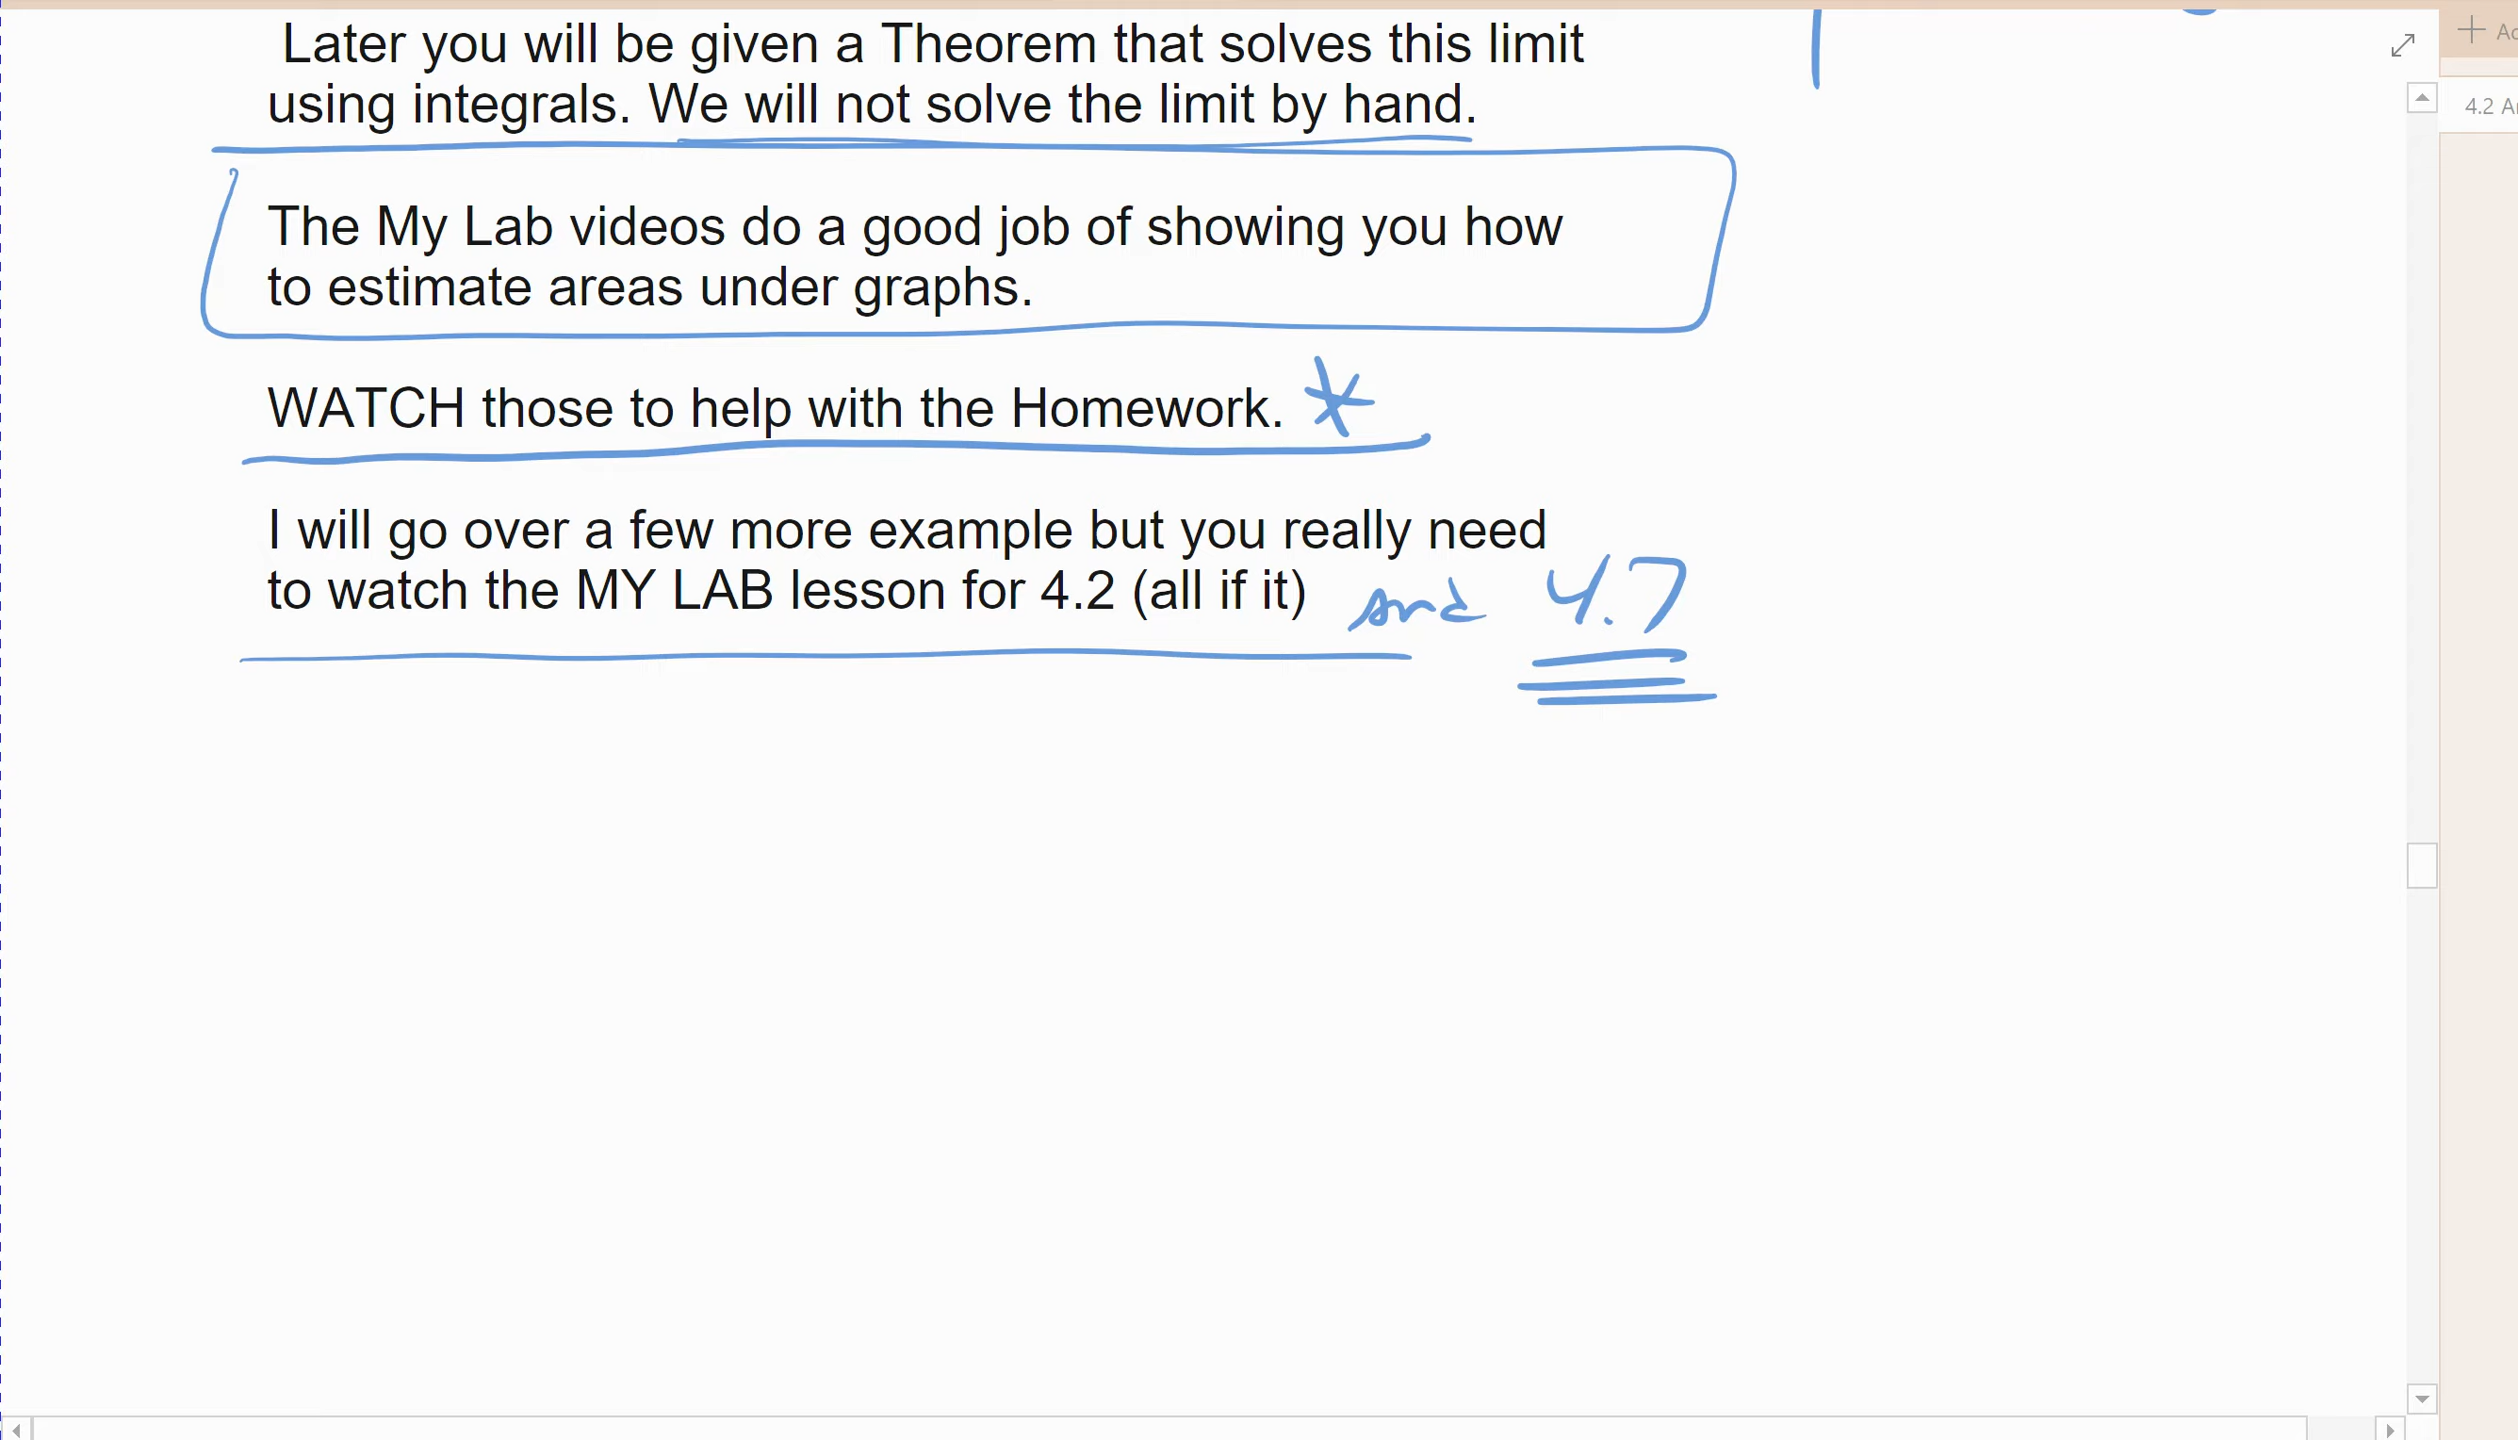 Later you will be given a Theorem that solves this limit
using integrals. We will not solve the limit by hand.
The My Lab videos do a good job of showing you how
to estimate areas under graphs.
WATCH those to help with the Homework. *
I will go over a few more example but you really need
to watch the MY LAB lesson for 4.2 (all if it) and 4.7
4.2